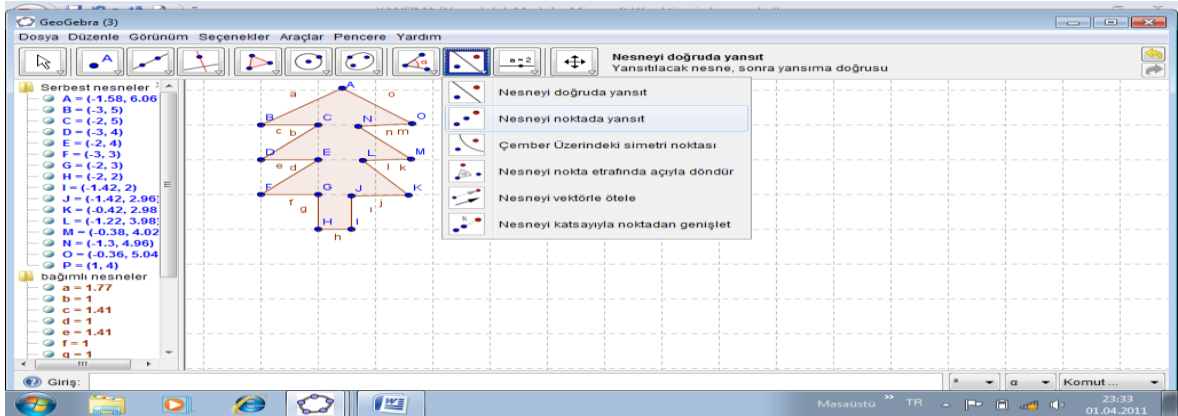 GeoGebra (3)
Dosya Düzenle Görünüm Seçenekler Araçlar Pencere Yardım
A
a=2
Nesneyi doğruda yansıt
Yansıtılacak nesne, sonra yansıma doğrusu
Serbest nesneler
A = (-1.58, 6.06
B = (-3, 5)
C = (-2, 5)
D = (-3, 4)
E = (-2, 4)
F = (-3, 3)
G = (-2, 3)
H = (-2, 2)
I = (-1.42, 2)
J = (-1.42, 2.96)
K = (-0.42, 2.98
L = (-1.22, 3.98)
M = (-0.38, 4.02
N = (-1.3, 4.96)
O = (-0.36, 5.04
P = (1, 4)
bağımlı nesneler
a = 1.77
b = 1
c = 1.41
d = 1
e = 1.41
f = 1
g = 1
A
a o
B C N O
c b n m
D E L M
e d l k
F G J K
f g i j
H I
h
Nesneyi doğruda yansıt
Nesneyi noktada yansıt
Çember Üzerindeki simetri noktası
Nesneyi nokta etrafında açıyla döndür
Nesneyi vektörle ötele
Nesneyi katsayıyla noktadan genişlet
Giriş:
α
Komut ...
Masaüstü
TR
23:33
01.04.2011